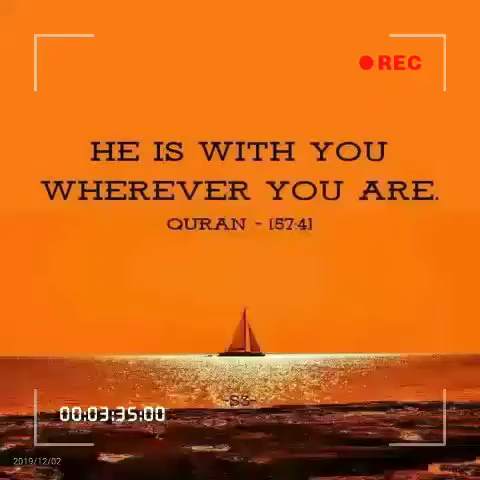 REC
HE IS WITH YOU
WHEREVER YOU ARE.
QURAN - [57:4]
-SS-
00:03:35:00
2019/12/02